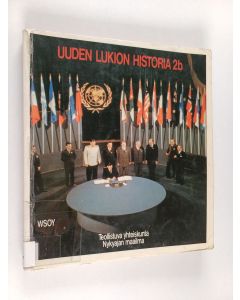 UUDEN LUKION HISTORIA 2b
WSOY
Teollistuva yhteiskunta
Nykyajan maailma